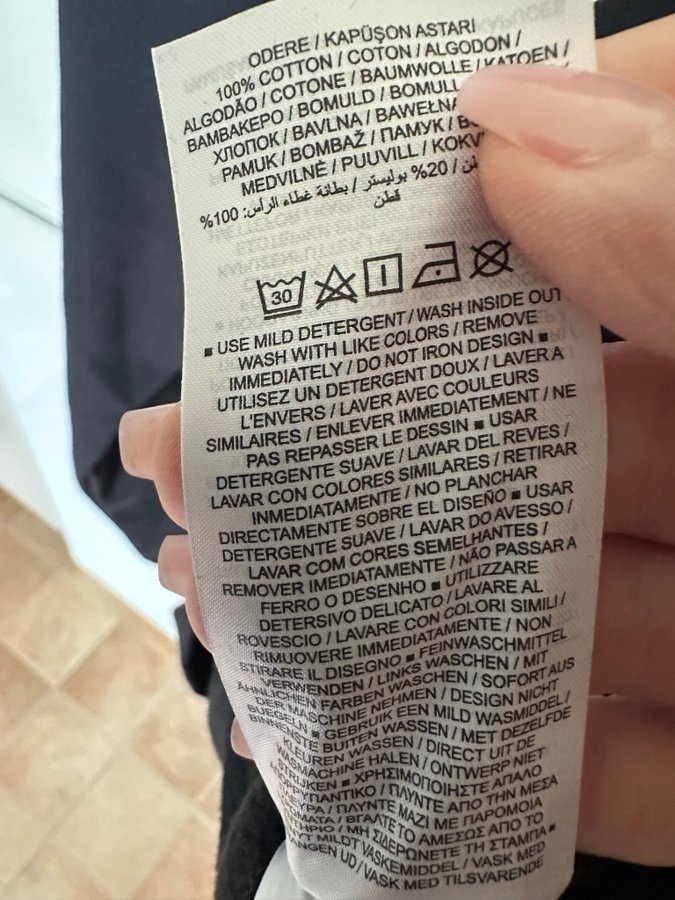 ODERE / KAPÜŞON ASTARI
100% COTTON / COTON / ALGODON /
ALGODÃO / COTONE / BAUMWOLLE / KATOEN /
ΒΑΜΒΑΚΕΡΟ / BOMULD / BOMULL
ХЛОПОК / BAVLNA / BAWEŁNA
PAMUK / BOMBAŽ / ПАМУК /
MEDVILNĖ / PUUVILL /
20% بوليستر / بطانة غطاء الرأس: 100%
قطن
30
▪ USE MILD DETERGENT / WASH INSIDE OUT
WASH WITH LIKE COLORS / REMOVE
IMMEDIATELY / DO NOT IRON DESIGN ▪
UTILISEZ UN DETERGENT DOUX / LAVER A
L'ENVERS / LAVER AVEC COULEURS
SIMILAIRES / ENLEVER IMMEDIATEMENT / NE
PAS REPASSER LE DESSIN ▪ USAR
DETERGENTE SUAVE / LAVAR DEL REVES /
LAVAR CON COLORES SIMILARES / RETIRAR
INMEDIATAMENTE / NO PLANCHAR
DIRECTAMENTE SOBRE EL DISEÑO ▪ USAR
DETERGENTE SUAVE / LAVAR DO AVESSO /
LAVAR COM CORES SEMELHANTES /
REMOVER IMEDIATAMENTE / NÃO PASSAR A
FERRO O DESENHO ▪ UTILIZZARE
DETERSIVO DELICATO / LAVARE AL
ROVESCIO / LAVARE CON COLORI SIMILI /
RIMUOVERE IMMEDIATAMENTE / NON
STIRARE IL DISEGNO ▪ FEINWASCHMITTEL
VERWENDEN / LINKS WASCHEN / MIT
ÄHNLICHEN FARBEN WASCHEN / SOFORT AUS
DER MASCHINE NEHMEN / DESIGN NICHT
BUEGELN ▪ GEBRUIK EEN MILD WASMIDDEL /
BINNENSTE BUITEN WASSEN / MET DEZELFDE
KLEUREN WASSEN / DIRECT UIT DE
WASMACHINE HALEN / ONTWERP NIET
STRIJKEN ▪ ΧΡΗΣΙΜΟΠΟΙΗΣΤΕ ΑΠΑΛΟ
ΑΠΟΡΡΥΠΑΝΤΙΚΟ / ΠΛΥΝΤΕ ΑΠΟ ΤΗΝ ΜΕΣΑ
ΠΛΕΥΡΑ / ΠΛΥΝΤΕ ΜΑΖΙ ΜΕ ΠΑΡΟΜΟΙΑ
ΧΡΩΜΑΤΑ / ΒΓΑΛΤΕ ΤΟ ΑΜΕΣΩΣ ΑΠΟ ΤΟ
/ ΜΗ ΣΙΔΕΡΩΝΕΤΕ ΤΗ ΣΤΑΜΠΑ ▪
MILDT VASKEMIDDEL / VASK MED
VRANGEN UD / VASK MED TILSVARENDE